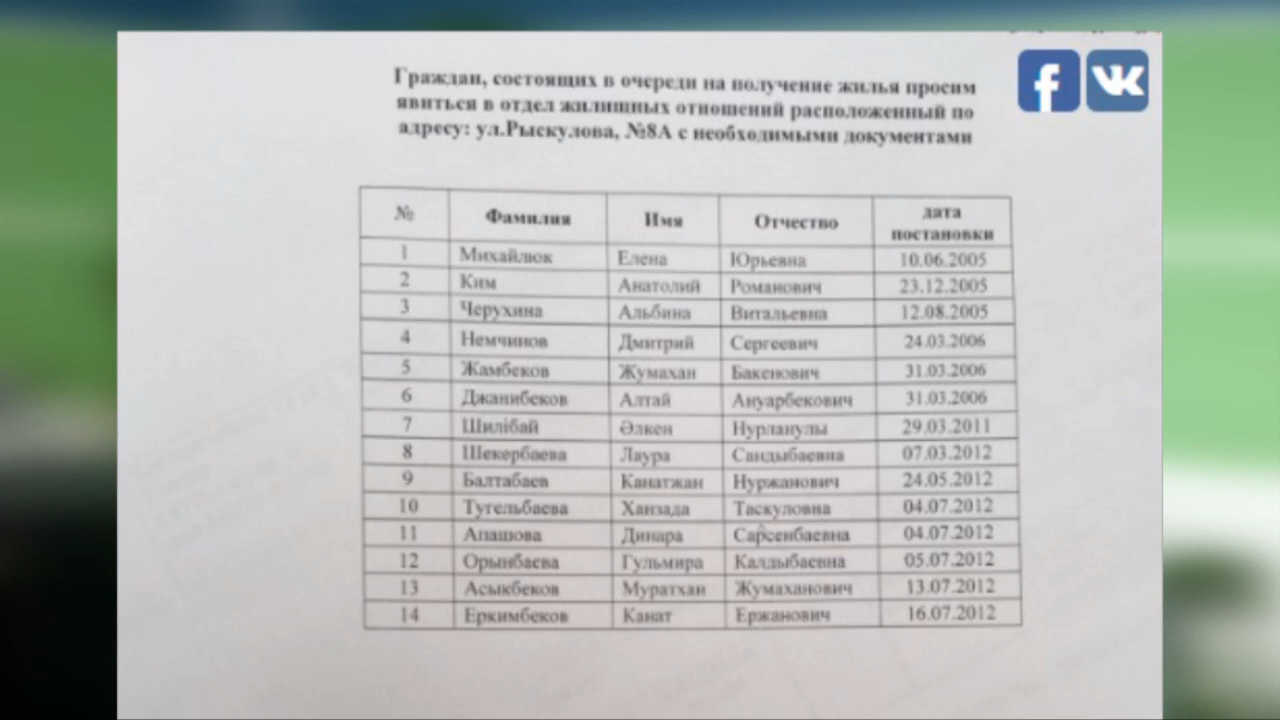 Граждан, состоящих в очереди на получение жилья просим
явиться в отдел жилищных отношений расположенный по
адресу: ул.Рыскулова, №8А с необходимыми документами
№ Фамилия Имя Отчество дата постановки
1 Михайлюк Елена Юрьевна 10.06.2005
2 Ким Анатолий Романович 23.12.2005
3 Черухина Альбина Витальевна 12.08.2005
4 Немчинов Дмитрий Сергеевич 24.03.2006
5 Жамбеков Жумахан Бакенович 31.03.2006
6 Джанибеков Алтай Ануарбекович 31.03.2006
7 Шилібай Әлкен Нурланулы 29.03.2011
8 Шекербаева Лаура Сандыбаевна 07.03.2012
9 Балтабаев Канатжан Нуржанович 24.05.2012
10 Тугельбаева Ханзада Таскуловна 04.07.2012
11 Апашова Динара Сарсенбаевна 04.07.2012
12 Орынбаева Гульмира Калдыбаевна 05.07.2012
13 Асыкбеков Муратхан Жумаханович 13.07.2012
14 Еркимбеков Канат Ержанович 16.07.2012